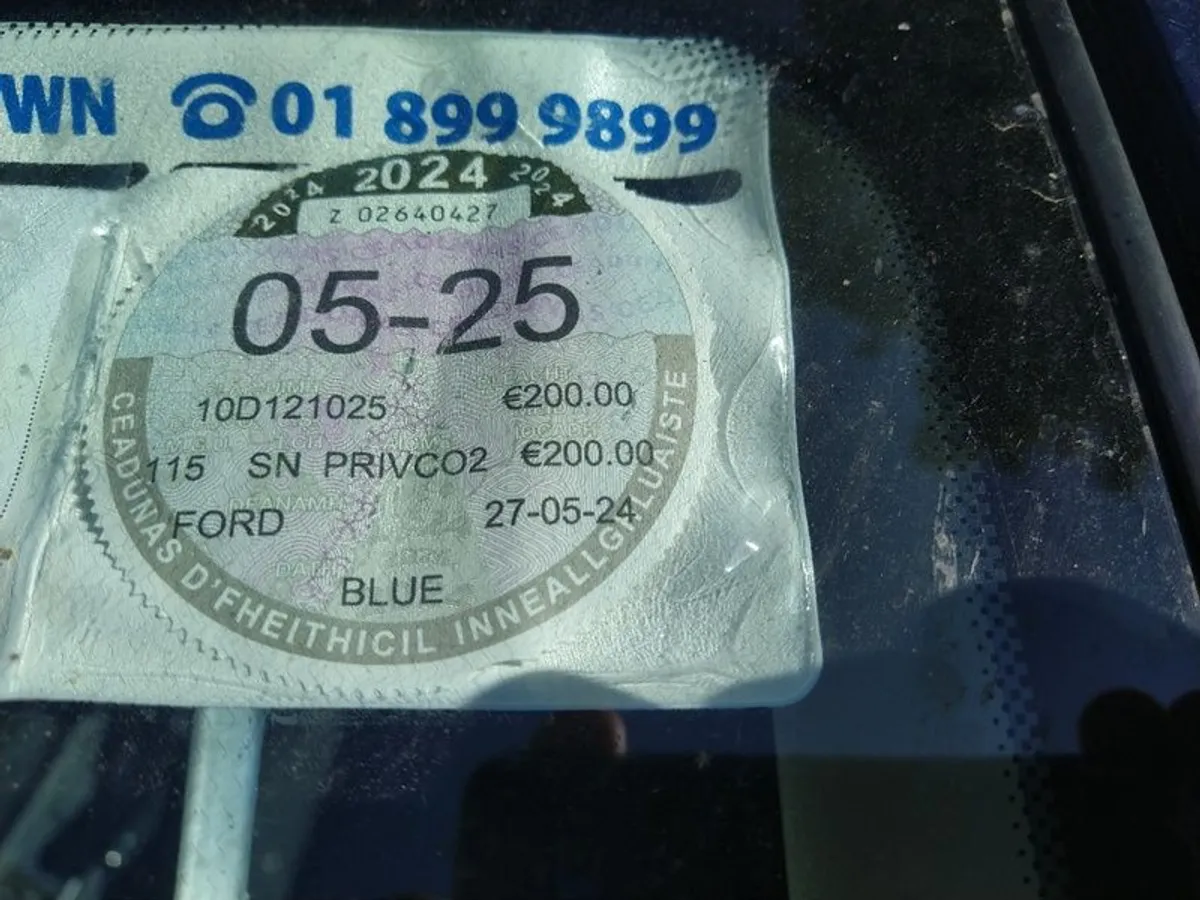 WN ☎ 01 899 9899
2024 2024 2024
Z 02640427
05-25
10D121025 €200.00
115 SN PRIVCO2 €200.00
FORD 27-05-24
BLUE
CEADUNAS D'FHEITHICIL INNEALLGHLUAISTE